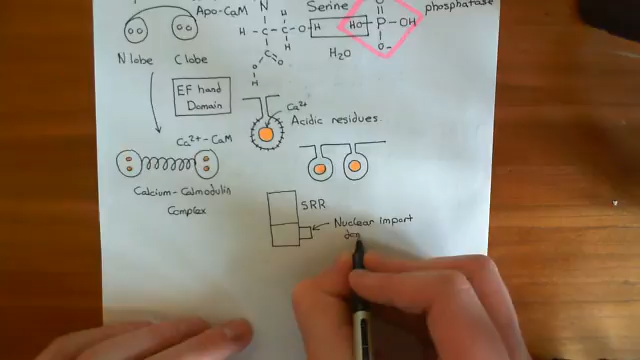 Apo-CaM
N lobe C lobe
N
H
H - C - C - O - H
H
C
O
O
H
Serine
HO - P - OH
O
O-
H2O
phosphatase
EF hand
Domain
Ca2+
Acidic residues.
Ca2+-CaM
Calcium-Calmodulin
Complex
SRR
Nuclear Import
dom